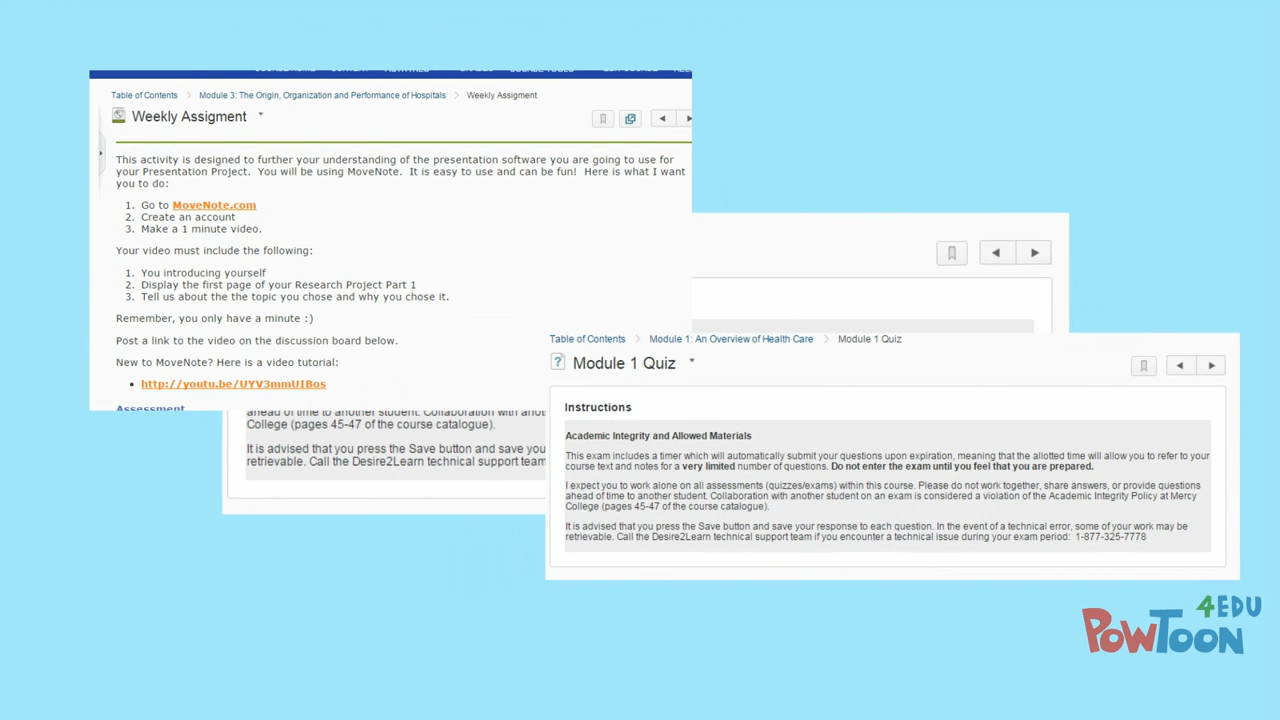 Table of Contents > Module 3: The Origin, Organization and Performance of Hospitals > Weekly Assigment
Weekly Assigment
This activity is designed to further your understanding of the presentation software you are going to use for
your Presentation Project. You will be using MoveNote. It is easy to use and can be fun! Here is what I want
you to do:
1. Go to MoveNote.com
2. Create an account
3. Make a 1 minute video.
Your video must include the following:
1. You introducing yourself
2. Display the first page of your Research Project Part 1
3. Tell us about the the topic you chose and why you chose it.
Remember, you only have a minute :)
Post a link to the video on the discussion board below.
New to MoveNote? Here is a video tutorial:
• http://youtu.be/UYV3mmUIBos
Assessment
ahead of time to another student. Collaboration with anot
College (pages 45-47 of the course catalogue).
It is advised that you press the Save button and save your
retrievable. Call the Desire2Learn technical support team
Table of Contents > Module 1: An Overview of Health Care > Module 1 Quiz
Module 1 Quiz
Instructions
Academic Integrity and Allowed Materials
This exam includes a timer which will automatically submit your questions upon expiration, meaning that the allotted time will allow you to refer to your
course text and notes for a very limited number of questions. Do not enter the exam until you feel that you are prepared.
I expect you to work alone on all assessments (quizzes/exams) within this course. Please do not work together, share answers, or provide questions
ahead of time to another student. Collaboration with another student on an exam is considered a violation of the Academic Integrity Policy at Mercy
College (pages 45-47 of the course catalogue).
It is advised that you press the Save button and save your response to each question. In the event of a technical error, some of your work may be
retrievable. Call the Desire2Learn technical support team if you encounter a technical issue during your exam period: 1-877-325-7778
4EDU
PowToon